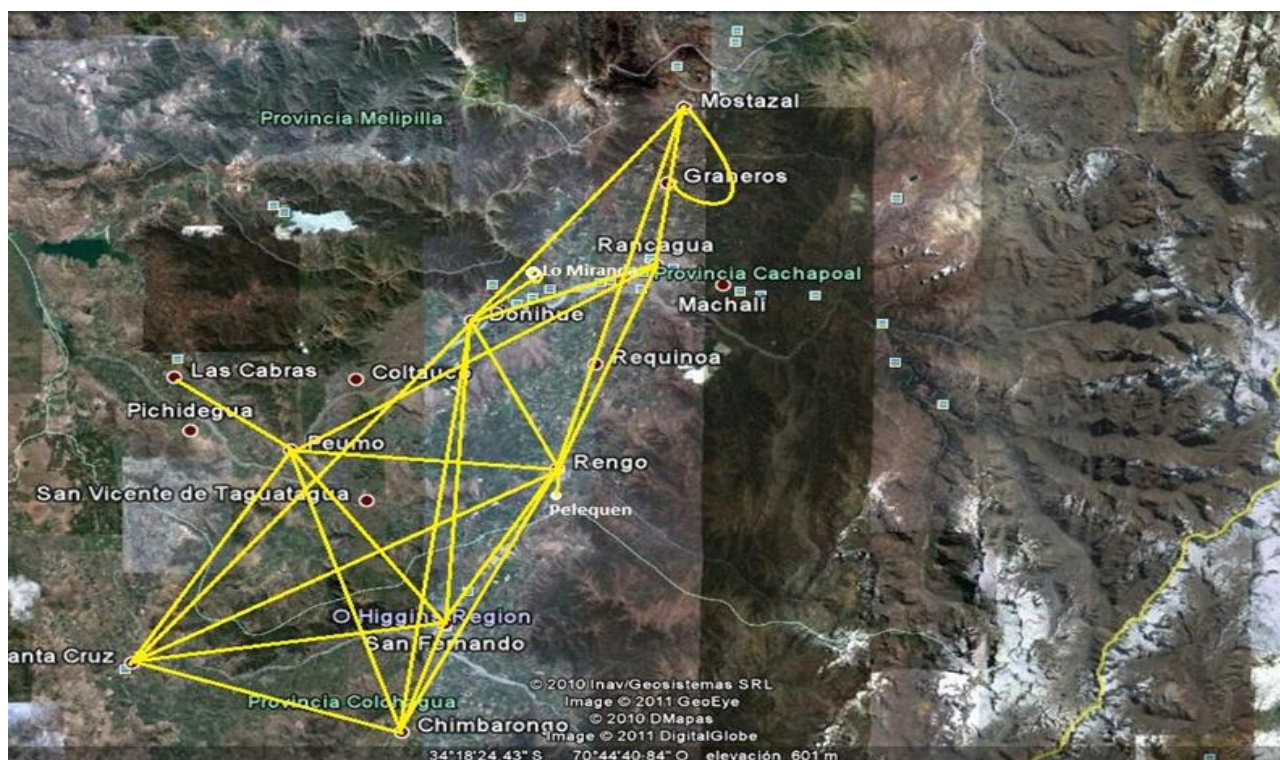 Mostazal
Provincia Melipilla
Graneros
Rancagua
Lo Miranda
Provincia Cachapoal
Machalí
Doñihue
Requinoa
Las Cabras
Coltauco
Pichidegua
Peumo
Rengo
San Vicente de Taguatagua
Pelequen
O Higgins Region
San Fernando
anta Cruz
© 2010 Inav/Geosistemas SRL
Provincia Colchagua
Image © 2011 GeoEye
Chimbarongo
© 2010 DMapas
Image © 2011 DigitalGlobe
34°18'24.43" S 70°44'40.84" O elevación 601 m